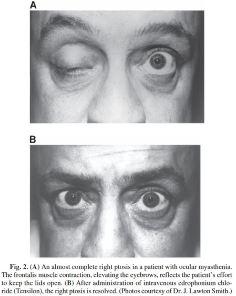 A
B
Fig. 2. (A) An almost complete right ptosis in a patient with ocular myasthenia.
The frontalis muscle contraction, elevating the eyebrows, reflects the patient's effort
to keep the lids open. (B) After administration of intravenous edrophonium chlo-
ride (Tensilon), the right ptosis is resolved. (Photos courtesy of Dr. J. Lawton Smith.)